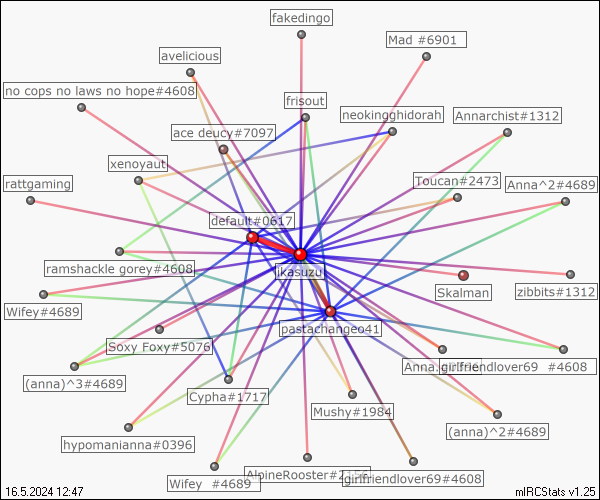 fakedingo
Mad #6901
avelicious
no cops no laws no hope#4608
frisout
neokingghidorah
Annarchist#1312
ace deucy#7097
xenoyaut
Toucan#2473
Anna^2#4689
rattgaming
default#0617
ramshackle gorey#4608
ikasuzu
Skalman
zibbits#1312
Wifey#4689
pastachangeo41
Soxy Foxy#5076
Anna.
girlfriendlover69 #4608
(anna)^3#4689
Cypha#1717
Mushy#1984
(anna)^2#4689
hypomanianna#0396
Wifey #4689
AlpineRooster#2
girlfriendlover69#4608
16.5.2024 12:47
mIRCStats v1.25